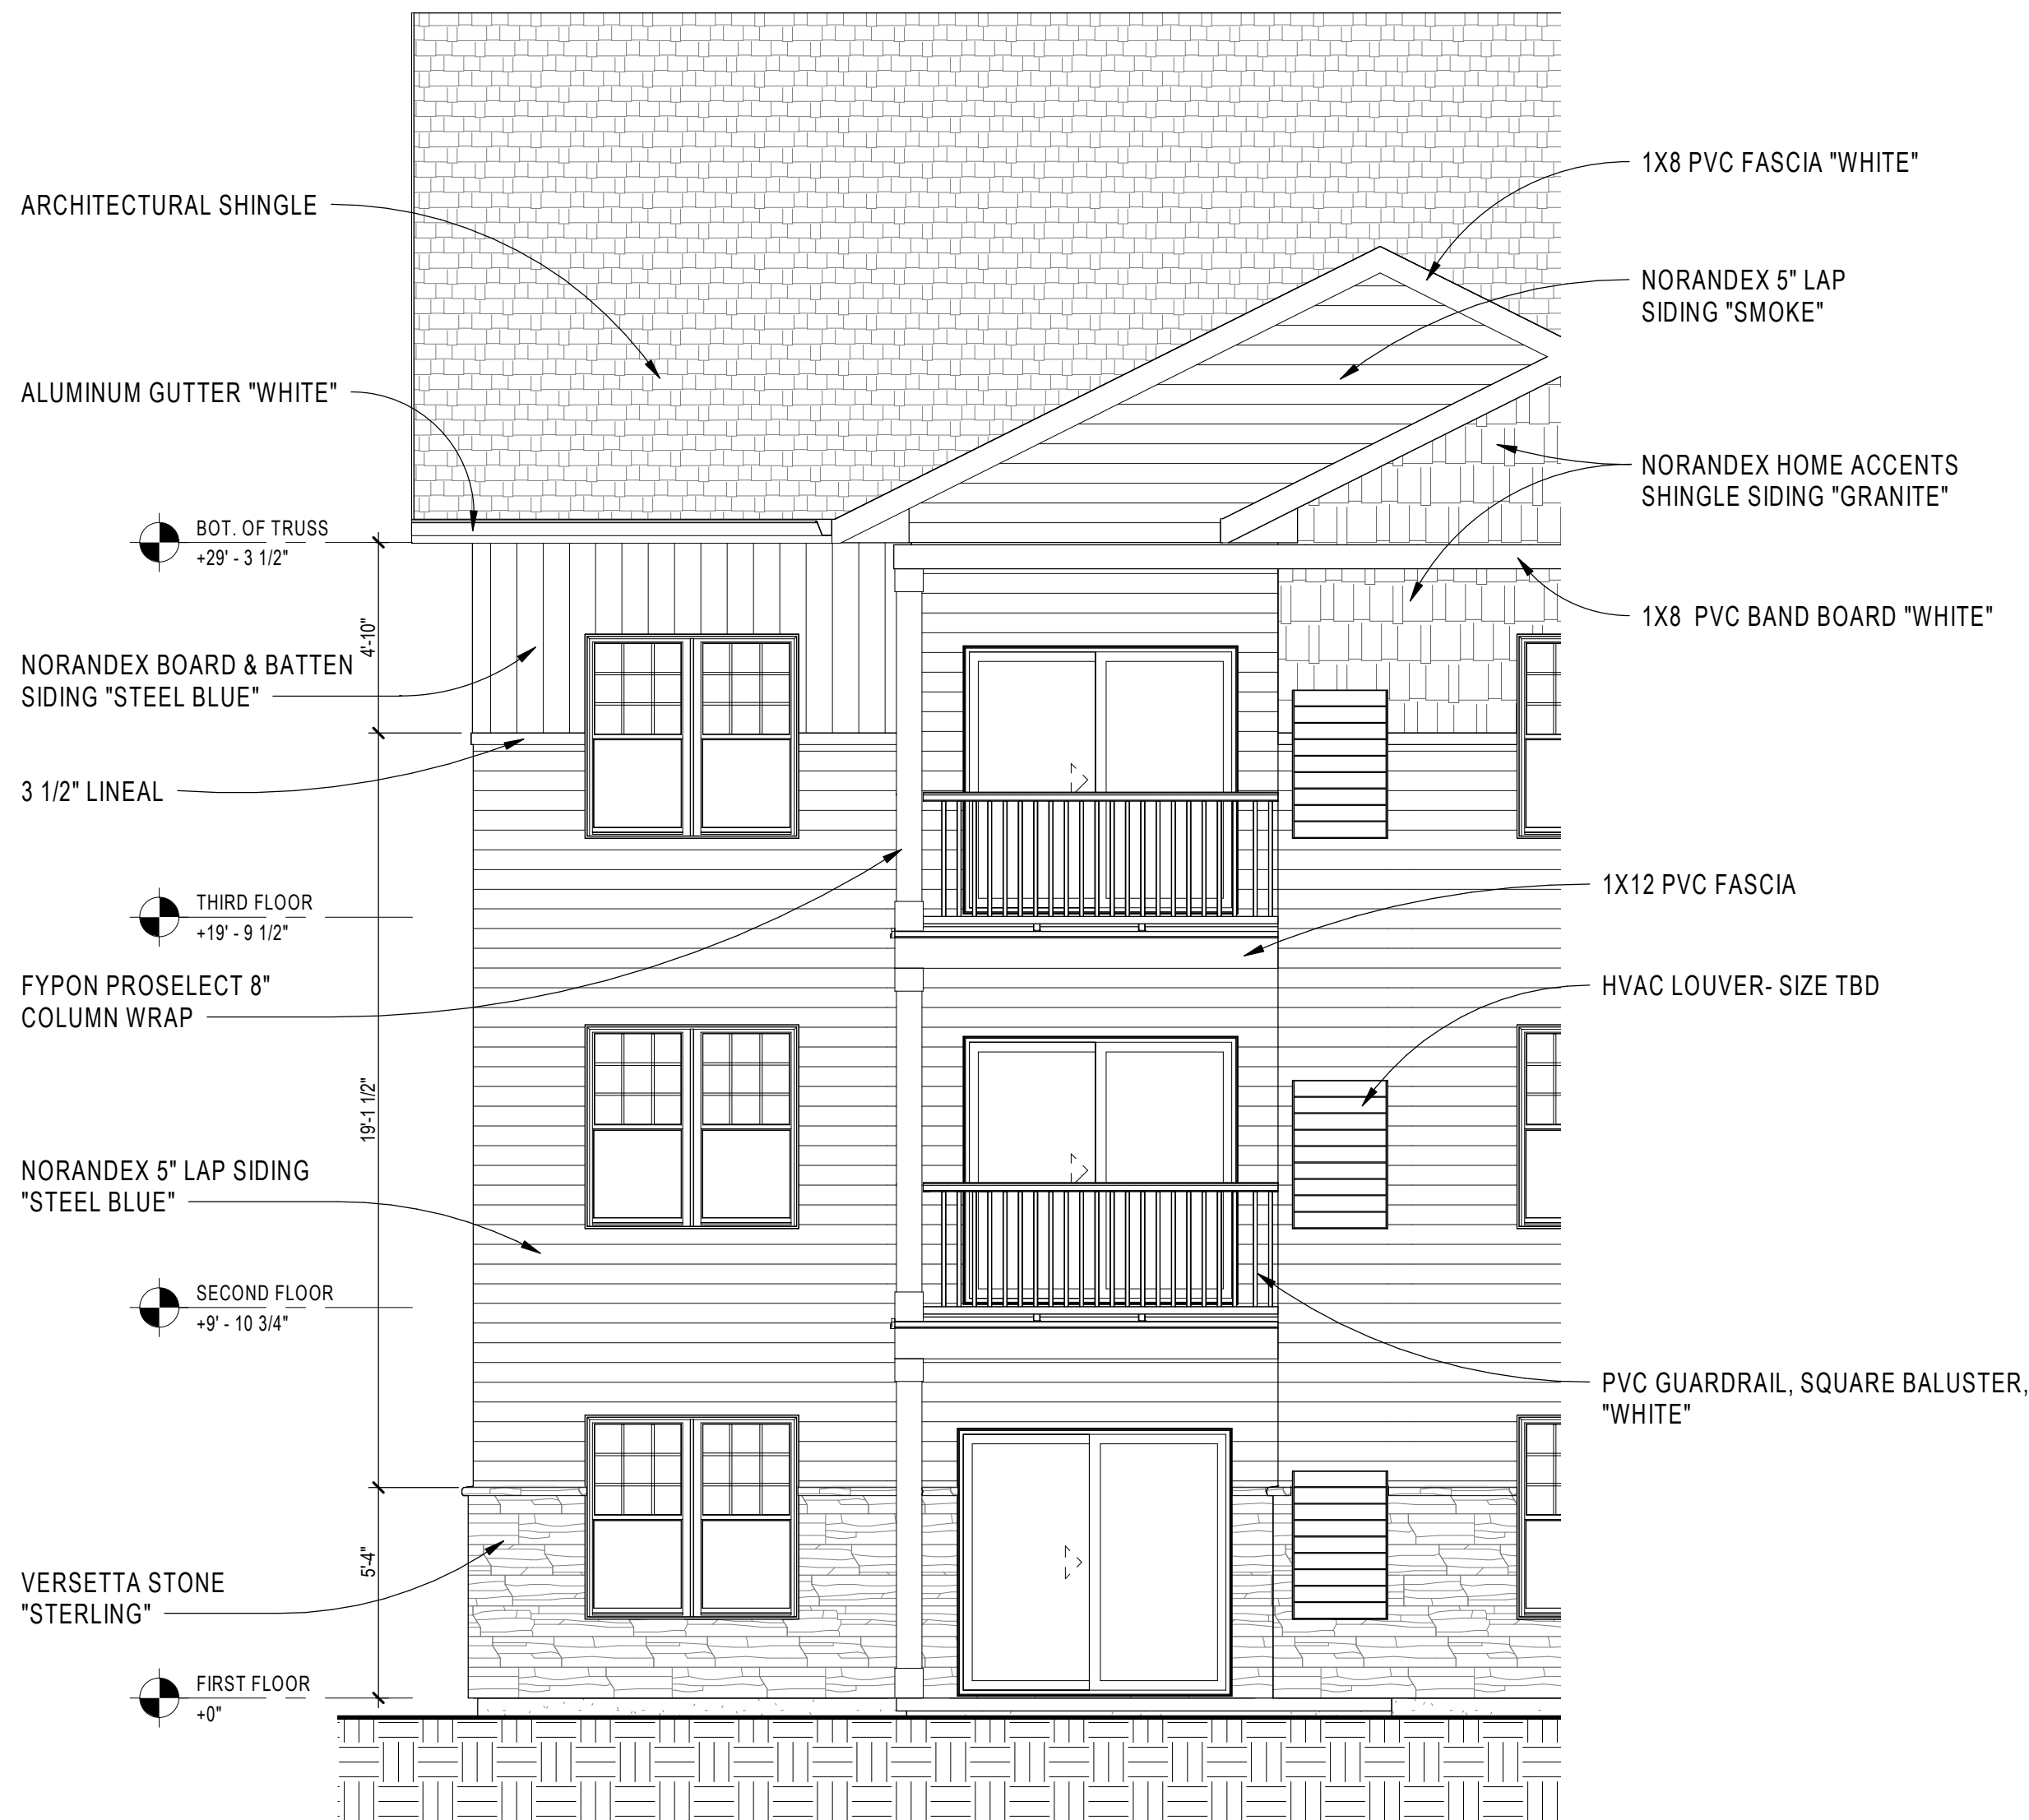 ARCHITECTURAL SHINGLE
ALUMINUM GUTTER "WHITE"
BOT. OF TRUSS
+29' - 3 1/2"
4'-10"
NORANDEX BOARD & BATTEN
SIDING "STEEL BLUE"
3 1/2" LINEAL
THIRD FLOOR
+19' - 9 1/2"
FYPON PROSELECT 8"
COLUMN WRAP
19'-1 1/2"
NORANDEX 5" LAP SIDING
"STEEL BLUE"
SECOND FLOOR
+9' - 10 3/4"
5'-4"
VERSETTA STONE
"STERLING"
FIRST FLOOR
+0"
1X8 PVC FASCIA "WHITE"
NORANDEX 5" LAP
SIDING "SMOKE"
NORANDEX HOME ACCENTS
SHINGLE SIDING "GRANITE"
1X8 PVC BAND BOARD "WHITE"
1X12 PVC FASCIA
HVAC LOUVER- SIZE TBD
PVC GUARDRAIL, SQUARE BALUSTER,
"WHITE"